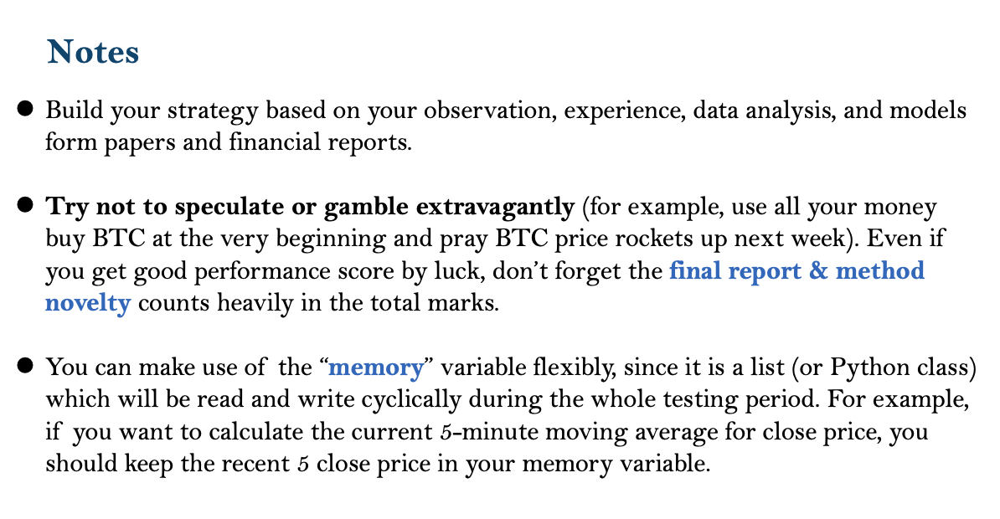 Notes
● Build your strategy based on your observation, experience, data analysis, and models
form papers and financial reports.
● Try not to speculate or gamble extravagantly (for example, use all your money
buy BTC at the very beginning and pray BTC price rockets up next week). Even if
you get good performance score by luck, don’t forget the final report & method
novelty counts heavily in the total marks.
● You can make use of the “memory” variable flexibly, since it is a list (or Python class)
which will be read and write cyclically during the whole testing period. For example,
if you want to calculate the current 5-minute moving average for close price, you
should keep the recent 5 close price in your memory variable.